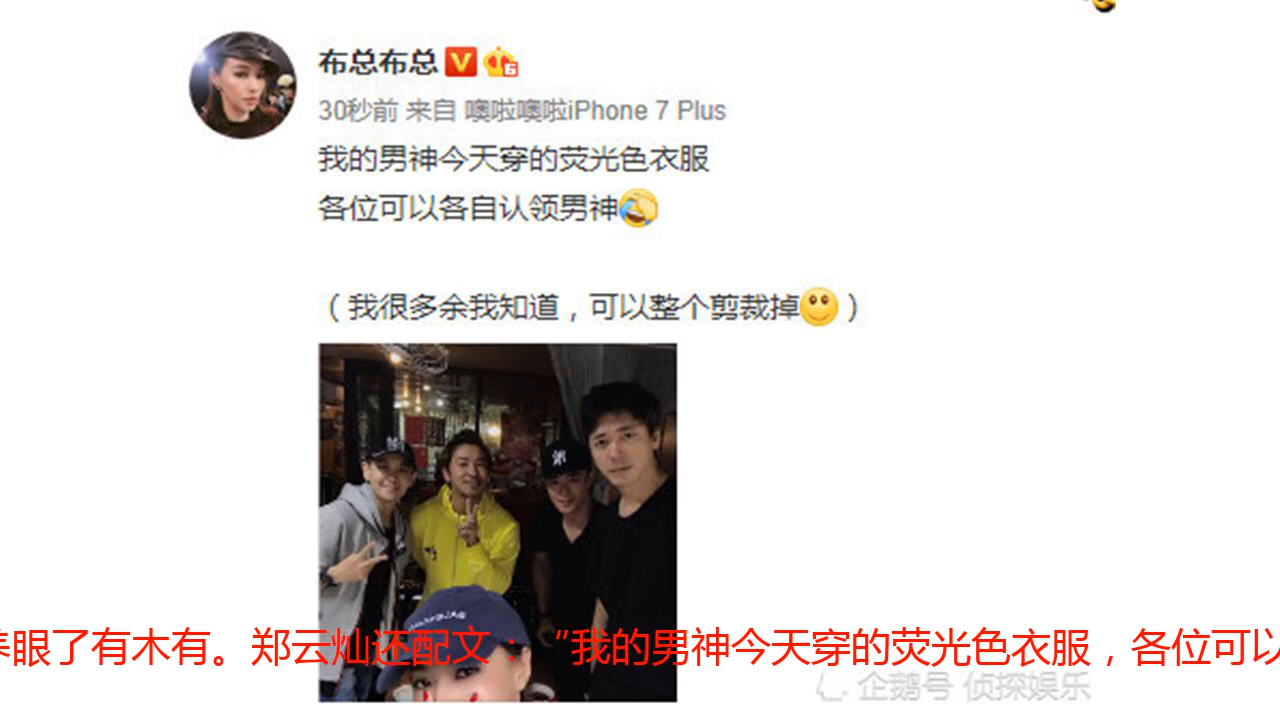 布总布总
30秒前 来自 噢啦噢啦iPhone 7 Plus
我的男神今天穿的荧光色衣服
各位可以各自认领男神
（我很多余我知道，可以整个剪裁掉）
养眼了有木有。郑云灿还配文：“我的男神今天穿的荧光色衣服，各位可以
企鹅号 侦探娱乐